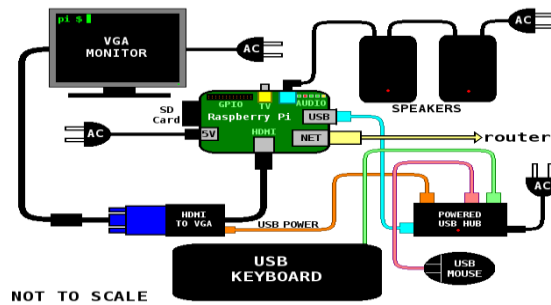 pi $
VGA
MONITOR
AC
AC
SPEAKERS
GPIO
TV
AUDIO
SD
Card
Raspberry Pi
USB
5V
HDMI
NET
AC
router
HDMI
TO VGA
USB POWER
POWERED
USB HUB
AC
USB
KEYBOARD
USB
MOUSE
NOT TO SCALE